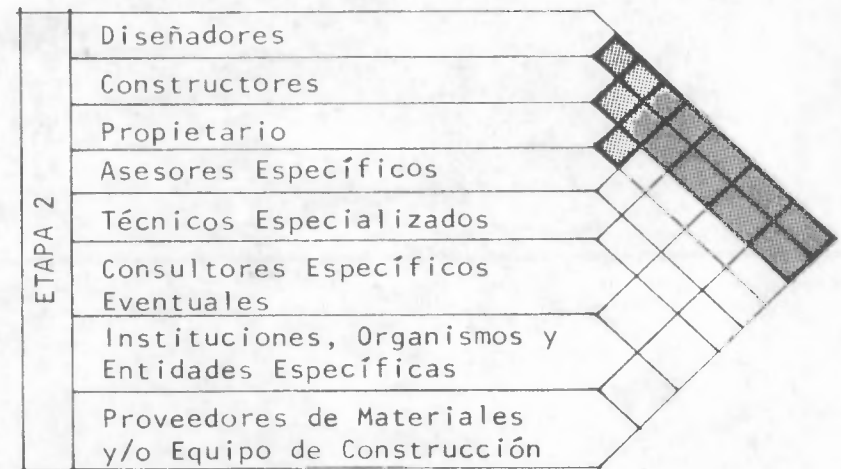 ETAPA 2
Diseñadores
Constructores
Propietario
Asesores Específicos
Técnicos Especializados
Consultores Específicos
Eventuales
Instituciones, Organismos y
Entidades Específicas
Proveedores de Materiales
y/o Equipo de Construcción